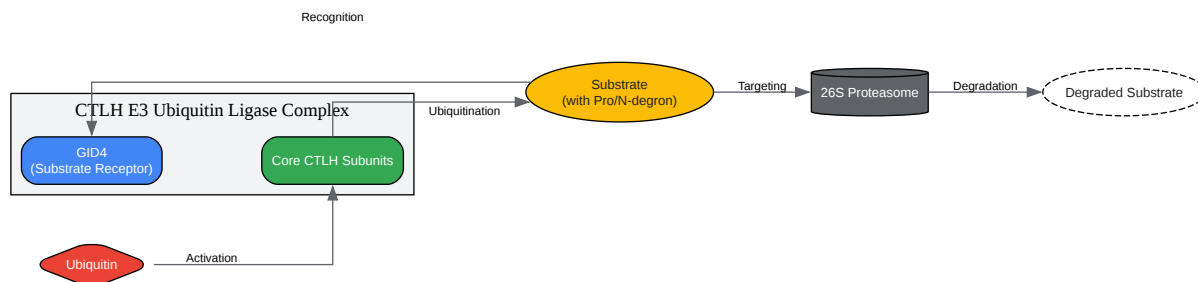 Recognition
Substrate
(with Pro/N-degron)
Targeting
26S Proteasome
Degradation
Degraded Substrate
CTLH E3 Ubiquitin Ligase Complex
Ubiquitination
GID4
(Substrate Receptor)
Core CTLH Subunits
Ubiquitin
Activation